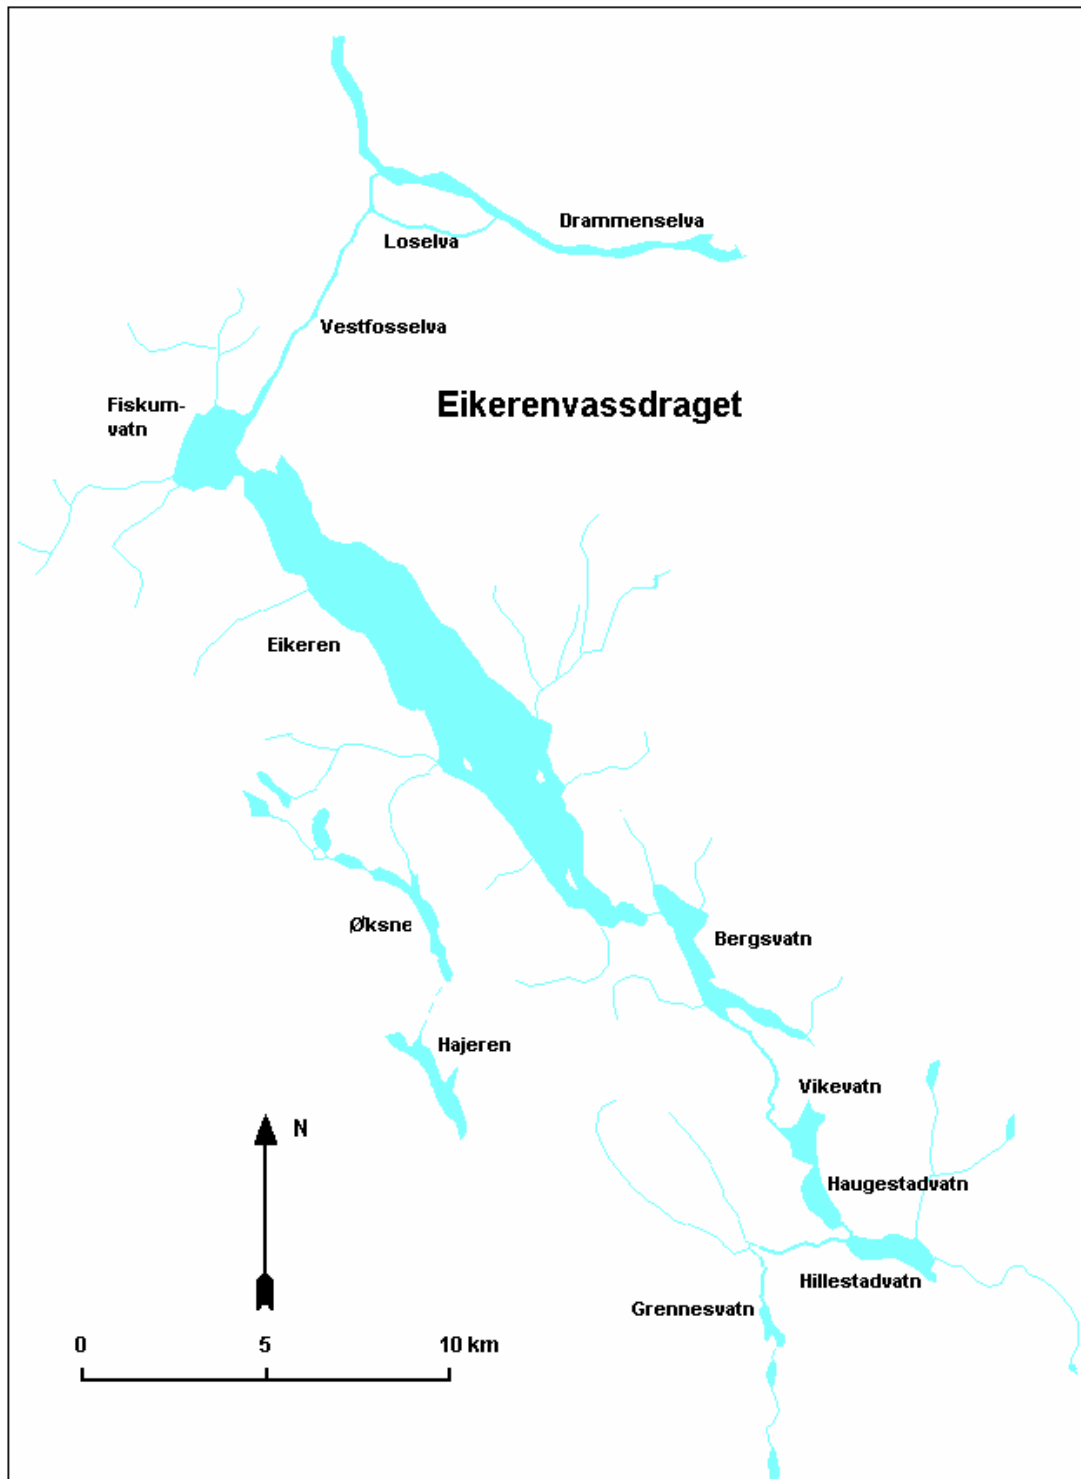 Drammenselva
Loselva
Vestfosselva
Fiskum-
vatn
Eikerenvassdraget
Eikeren
Øksne
Bergsvatn
Hajeren
Vikevatn
N
Haugestadvatn
Hillestadvatn
Grennesvatn
0 5 10 km